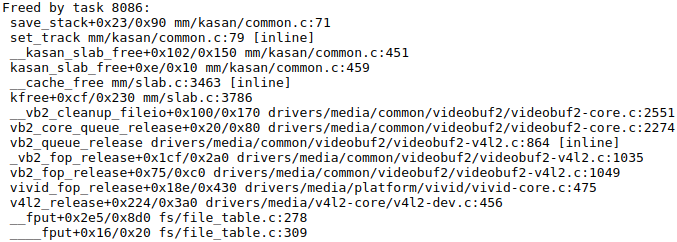 Freed by task 8086:
save_stack+0x23/0x90 mm/kasan/common.c:71
set_track mm/kasan/common.c:79 [inline]
__kasan_slab_free+0x102/0x150 mm/kasan/common.c:451
kasan_slab_free+0xe/0x10 mm/kasan/common.c:459
__cache_free mm/slab.c:3463 [inline]
kfree+0xcf/0x230 mm/slab.c:3786
__vb2_cleanup_fileio+0x100/0x170 drivers/media/common/videobuf2/videobuf2-core.c:2551
vb2_core_queue_release+0x20/0x80 drivers/media/common/videobuf2/videobuf2-core.c:2274
vb2_queue_release drivers/media/common/videobuf2/videobuf2-v4l2.c:864 [inline]
_vb2_fop_release+0x1cf/0x2a0 drivers/media/common/videobuf2/videobuf2-v4l2.c:1035
vb2_fop_release+0x75/0xc0 drivers/media/common/videobuf2/videobuf2-v4l2.c:1049
vivid_fop_release+0x18e/0x430 drivers/media/platform/vivid/vivid-core.c:475
v4l2_release+0x224/0x3a0 drivers/media/v4l2-core/v4l2-dev.c:456
__fput+0x2e5/0x8d0 fs/file_table.c:278
____fput+0x16/0x20 fs/file_table.c:309